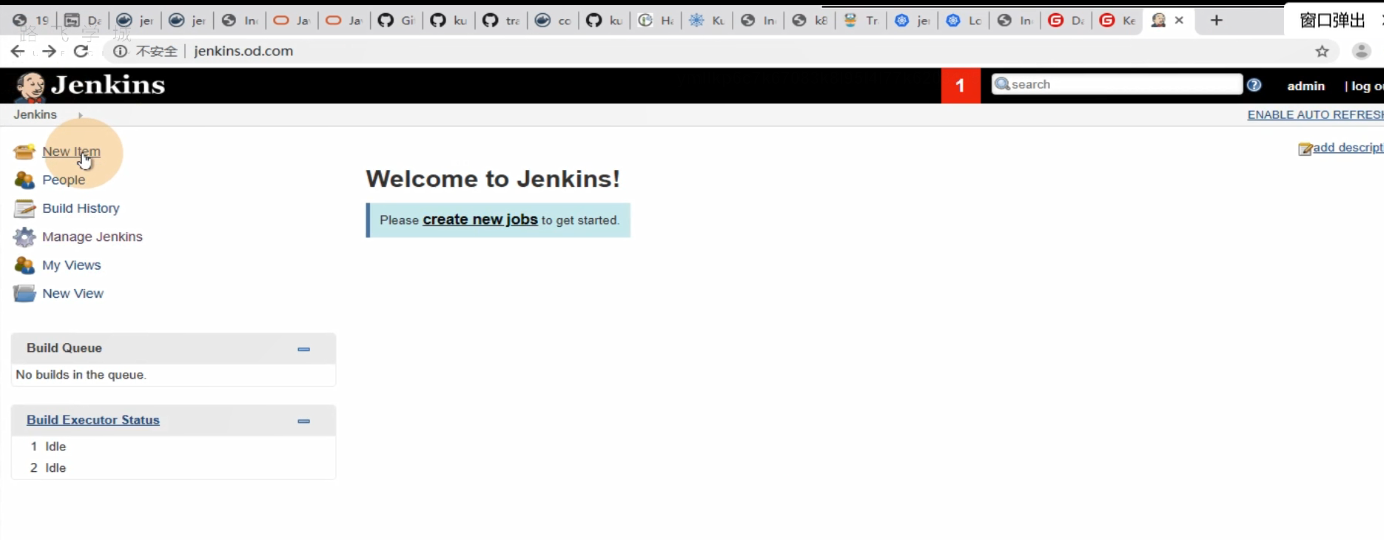 19 Da je je In Ja Ja Gi ku tra cc ku Ha Ku In k8 Tr je Lc In Da Ke 窗口弹出
不安全 jenkins.od.com
Jenkins 1 search admin | log o
Jenkins ENABLE AUTO REFRESH
New Item add descript
People
Welcome to Jenkins!
Build History
Please create new jobs to get started.
Manage Jenkins
My Views
New View
Build Queue
No builds in the queue.
Build Executor Status
1 Idle
2 Idle